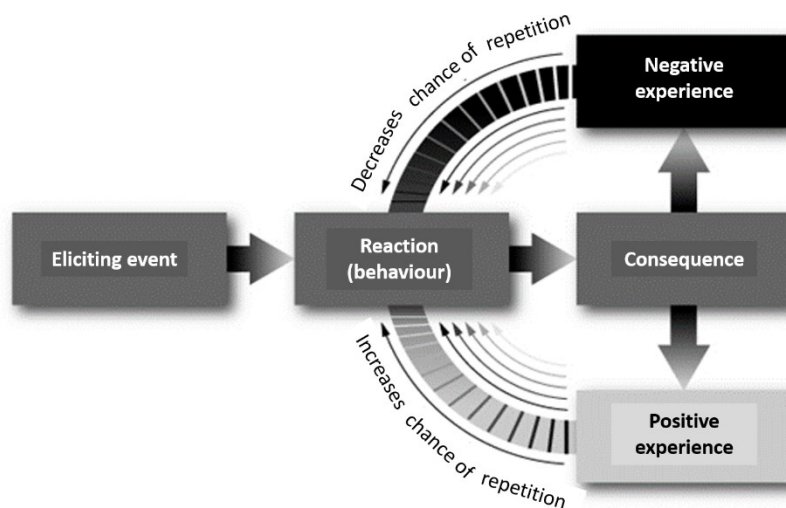 Decreases chance of repetition
Negative
experience
Eliciting event
Reaction
(behaviour)
Consequence
Increases chance of repetition
Positive
experience